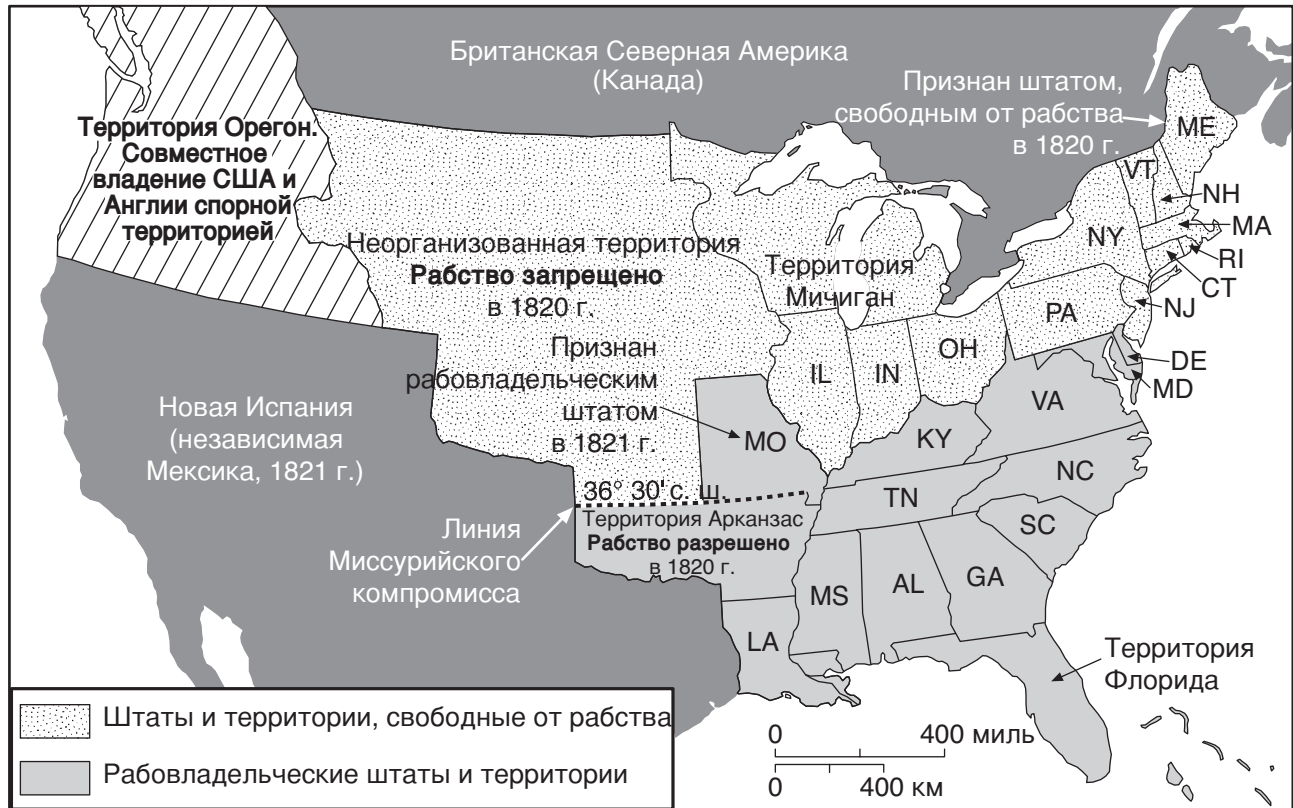 Британская Северная Америка
(Канада)
Признан штатом,
свободным от рабства
в 1820 г.
Территория Орегон.
Совместное
владение США и
Англии спорной
территорией
ME
VT
NH
MA
NY
RI
CT
NJ
PA
Неорганизованная территория
Рабство запрещено
в 1820 г.
Территория
Мичиган
Признан
рабовладельческим
штатом
в 1821 г.
IL
IN
OH
DE
MD
VA
Новая Испания
(независимая
Мексика, 1821 г.)
MO
KY
NC
36° 30' с. ш.
TN
Территория Арканзас
Рабство разрешено
в 1820 г.
SC
Линия
Миссурийского
компромисса
MS
AL
GA
LA
Территория
Флорида
Штаты и территории, свободные от рабства
Рабовладельческие штаты и территории
0 400 миль
0 400 км